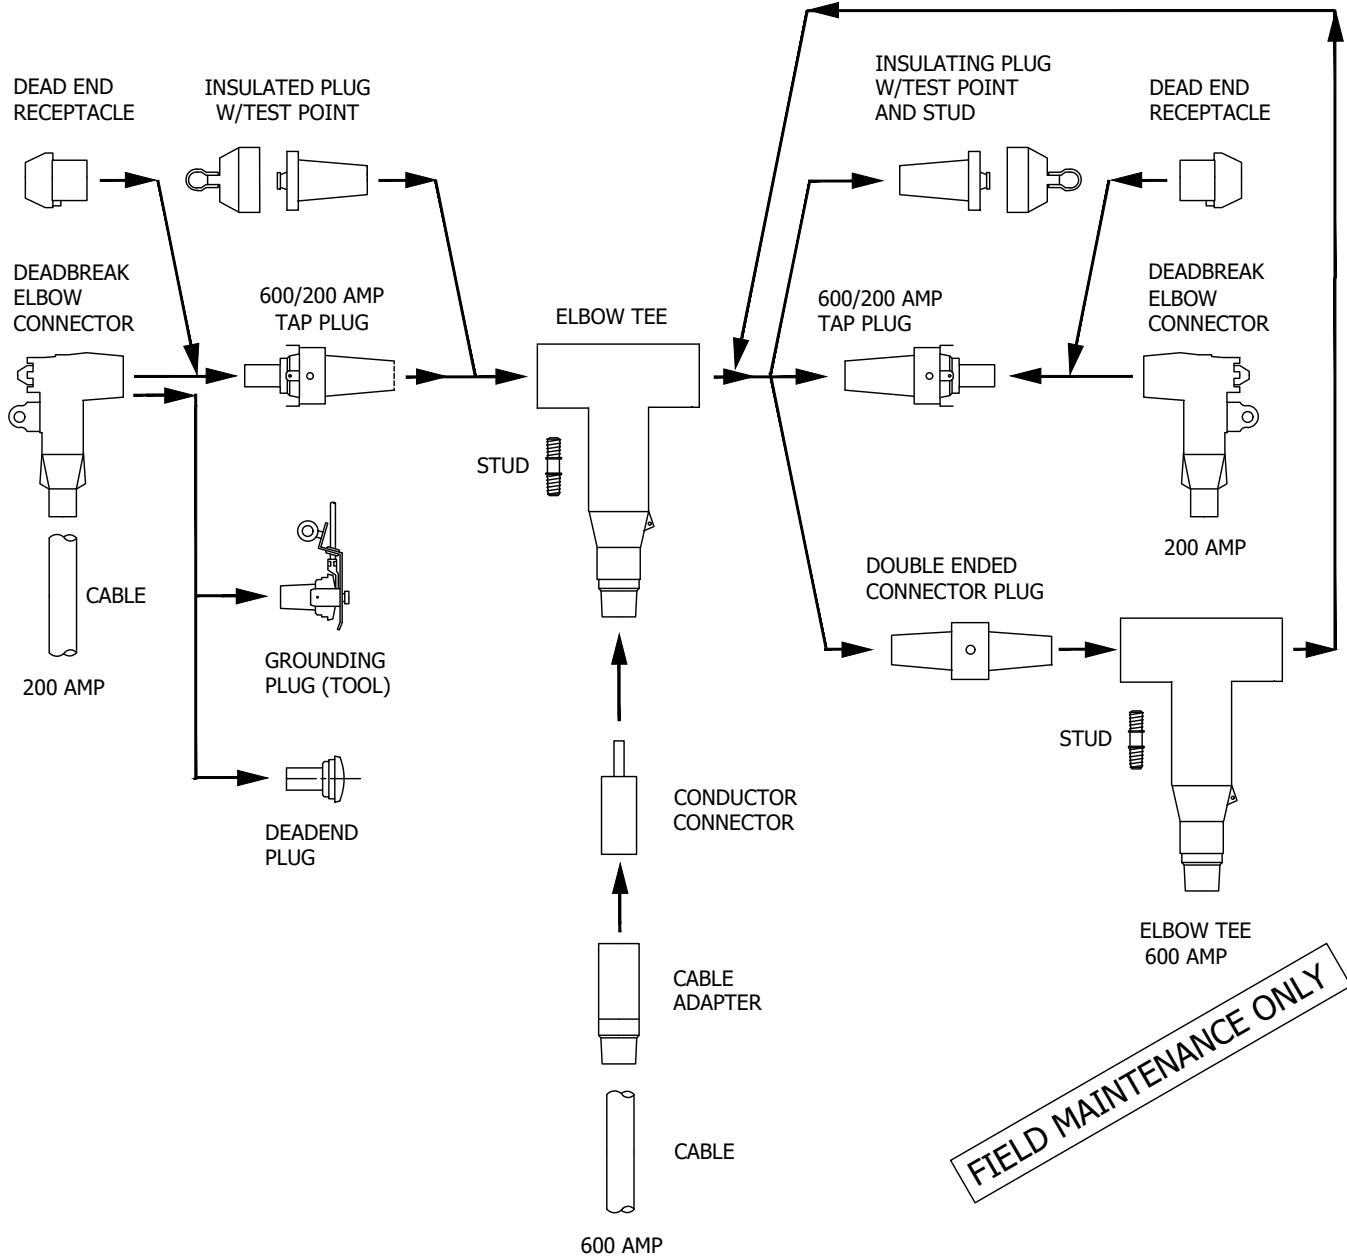 DEAD END
RECEPTACLE
INSULATED PLUG
W/TEST POINT
INSULATING PLUG
W/TEST POINT
AND STUD
DEAD END
RECEPTACLE
DEADBREAK
ELBOW
CONNECTOR
600/200 AMP
TAP PLUG
ELBOW TEE
600/200 AMP
TAP PLUG
DEADBREAK
ELBOW
CONNECTOR
STUD
200 AMP
CABLE
200 AMP
GROUNDING
PLUG (TOOL)
DOUBLE ENDED
CONNECTOR PLUG
STUD
DEADEND
PLUG
CONDUCTOR
CONNECTOR
ELBOW TEE
600 AMP
CABLE
ADAPTER
CABLE
600 AMP
FIELD MAINTENANCE ONLY